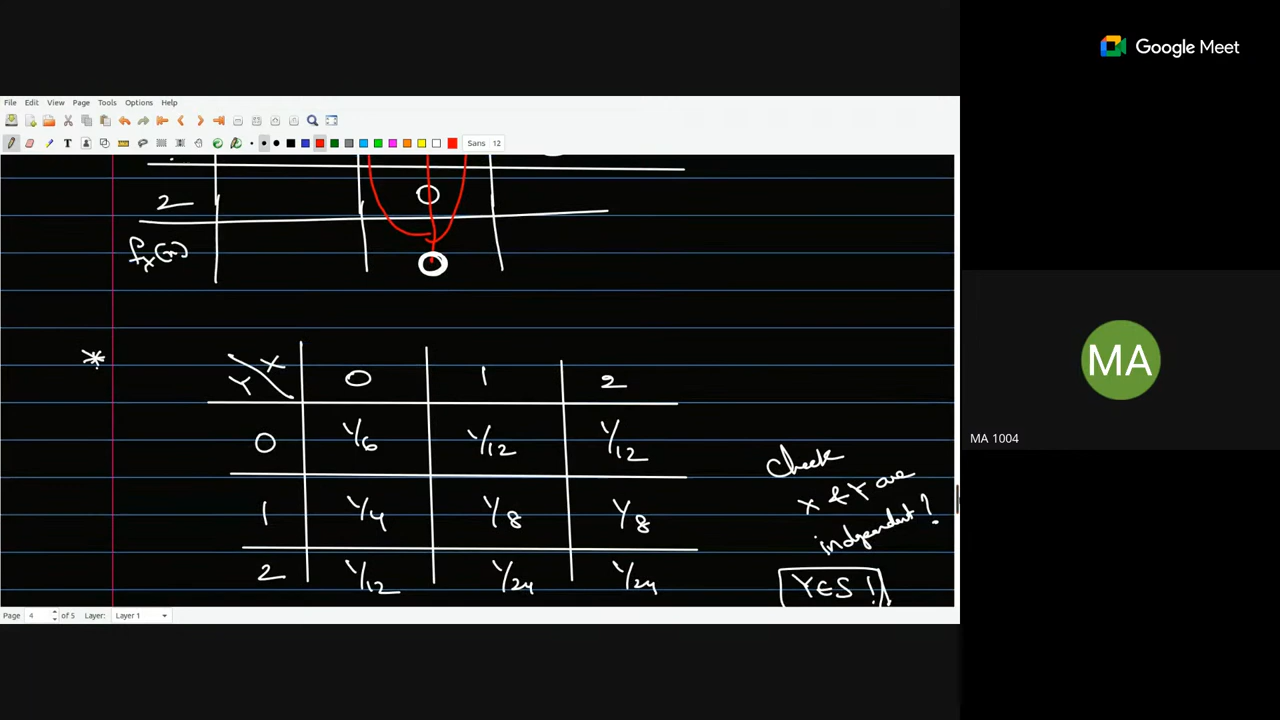 Google Meet
File Edit View Page Tools Options Help
Sans 12
2 0
fx(x) 0
* Y X 0 1 2
0 1/6 1/12 1/12
1 1/4 1/8 1/8
2 1/12 1/24 1/24
Check
X & Y are
independent?
YES!!
MA
MA 1004
Page 4 of 5 Layer: Layer 1